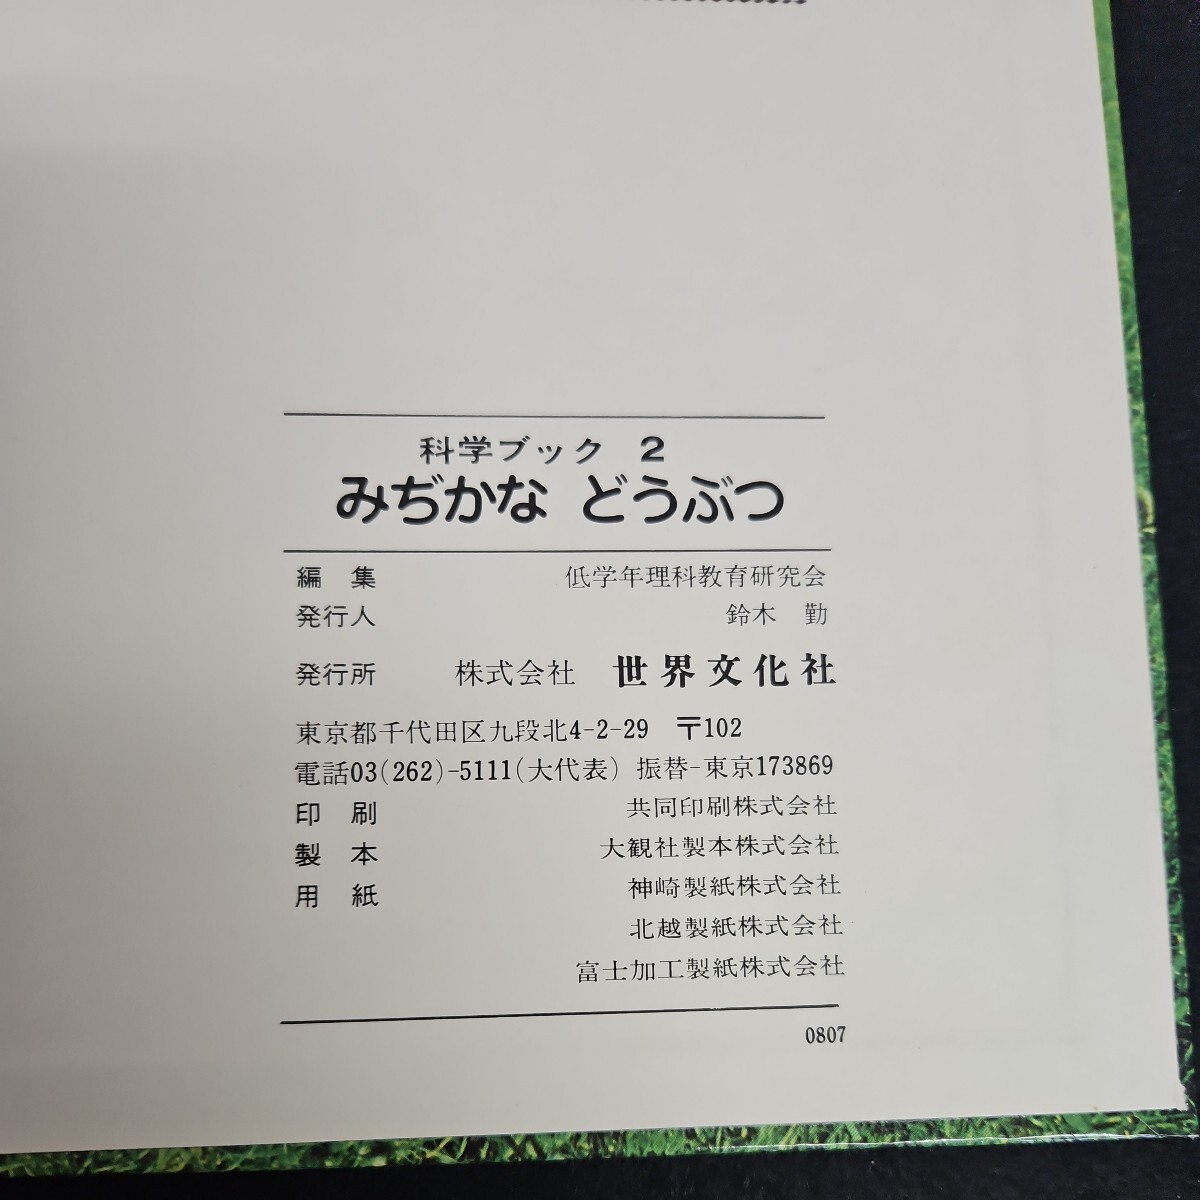 科学ブック 2
みぢかな どうぶつ
編 集 低学年理科教育研究会
発行人 鈴木 勤
発行所 株式会社 世界文化社
東京都千代田区九段北4-2-29 〒102
電話03(262)-5111(大代表) 振替-東京173869
印 刷 共同印刷株式会社
製 本 大観社製本株式会社
用 紙 神崎製紙株式会社
北越製紙株式会社
富士加工製紙株式会社
0807